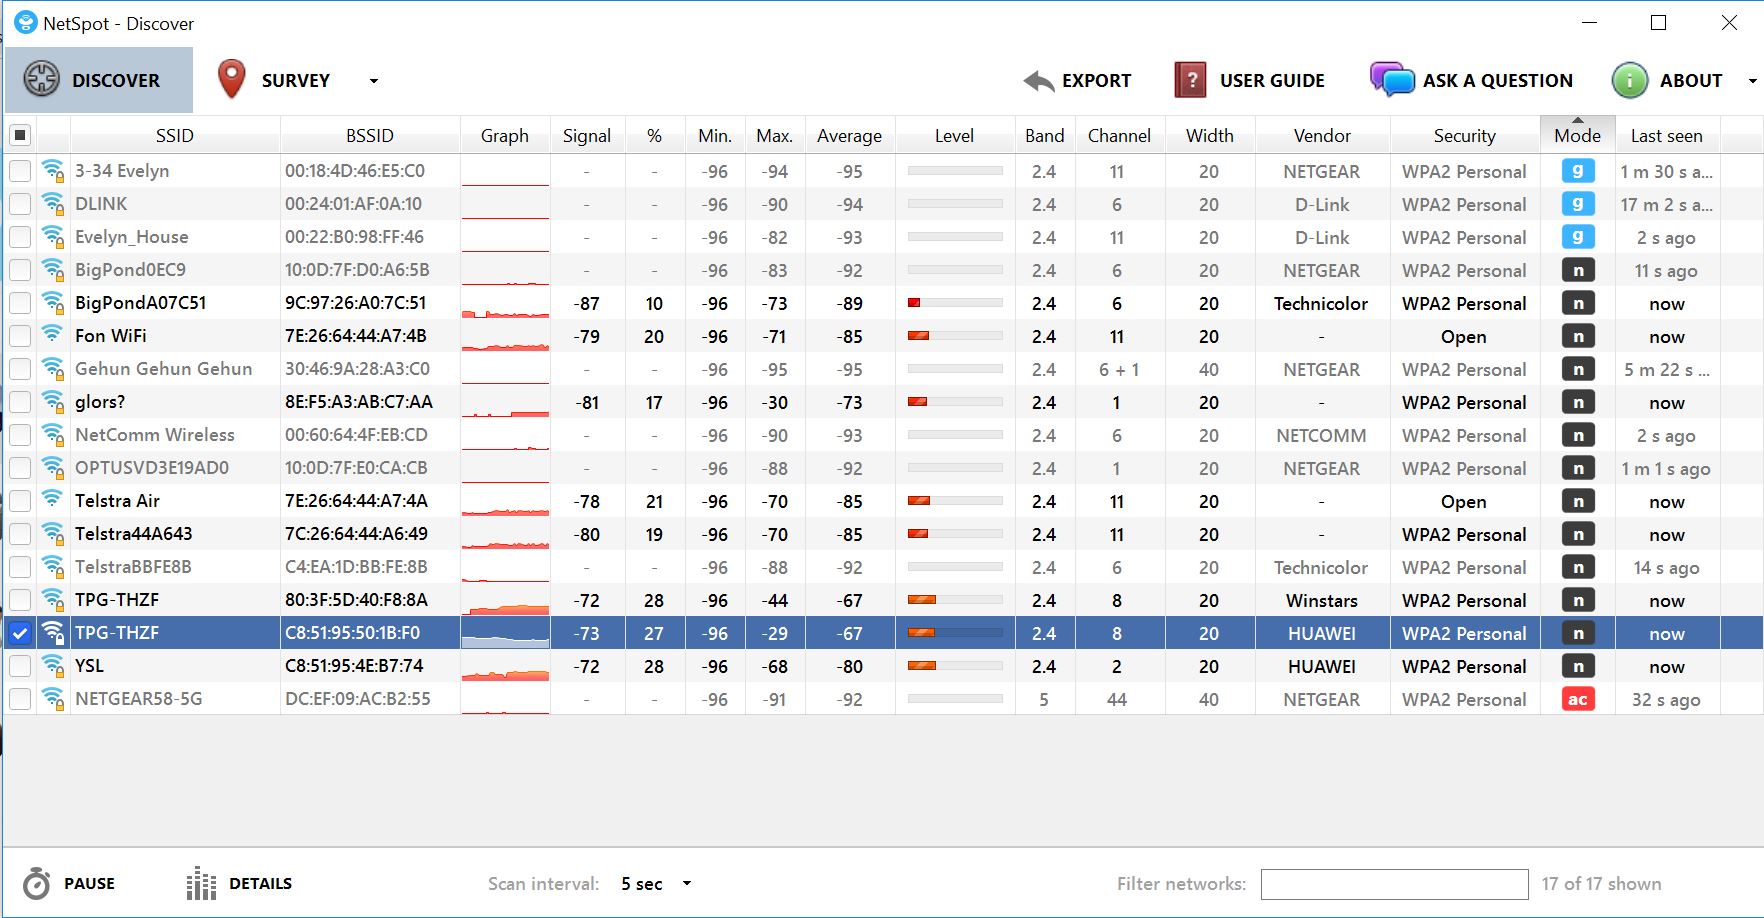 NetSpot - Discover
DISCOVER SURVEY EXPORT ? USER GUIDE ASK A QUESTION i ABOUT
SSID BSSID Graph Signal % Min. Max. Average Level Band Channel Width Vendor Security Mode Last seen
3-34 Evelyn 00:18:4D:46:E5:C0 - - -96 -94 -95 2.4 11 20 NETGEAR WPA2 Personal g 1 m 30 s a...
DLINK 00:24:01:AF:0A:10 - - -96 -90 -94 2.4 6 20 D-Link WPA2 Personal g 17 m 2 s a...
Evelyn_House 00:22:B0:98:FF:46 - - -96 -82 -93 2.4 11 20 D-Link WPA2 Personal g 2 s ago
BigPond0EC9 10:0D:7F:D0:A6:5B - - -96 -83 -92 2.4 6 20 NETGEAR WPA2 Personal n 11 s ago
BigPondA07C51 9C:97:26:A0:7C:51 -87 10 -96 -73 -89 2.4 6 20 Technicolor WPA2 Personal n now
Fon WiFi 7E:26:64:44:A7:4B -79 20 -96 -71 -85 2.4 11 20 - Open n now
Gehun Gehun Gehun 30:46:9A:28:A3:C0 - - -96 -95 -95 2.4 6 + 1 40 NETGEAR WPA2 Personal n 5 m 22 s ...
glors? 8E:F5:A3:AB:C7:AA -81 17 -96 -30 -73 2.4 1 20 - WPA2 Personal n now
NetComm Wireless 00:60:64:4F:EB:CD - - -96 -90 -93 2.4 6 20 NETCOMM WPA2 Personal n 2 s ago
OPTUSVD3E19AD0 10:0D:7F:E0:CA:CB - - -96 -88 -92 2.4 1 20 NETGEAR WPA2 Personal n 1 m 1 s ago
Telstra Air 7E:26:64:44:A7:4A -78 21 -96 -70 -85 2.4 11 20 - Open n now
Telstra44A643 7C:26:64:44:A6:49 -80 19 -96 -70 -85 2.4 11 20 - WPA2 Personal n now
TelstraBBFE8B C4:EA:1D:BB:FE:8B - - -96 -88 -92 2.4 6 20 Technicolor WPA2 Personal n 14 s ago
TPG-THZF 80:3F:5D:40:F8:8A -72 28 -96 -44 -67 2.4 8 20 Winstars WPA2 Personal n now
TPG-THZF C8:51:95:50:1B:F0 -73 27 -96 -29 -67 2.4 8 20 HUAWEI WPA2 Personal n now
YSL C8:51:95:4E:B7:74 -72 28 -96 -68 -80 2.4 2 20 HUAWEI WPA2 Personal n now
NETGEAR58-5G DC:EF:09:AC:B2:55 - - -96 -91 -92 5 44 40 NETGEAR WPA2 Personal ac 32 s ago
PAUSE DETAILS Scan interval: 5 sec Filter networks: 17 of 17 shown